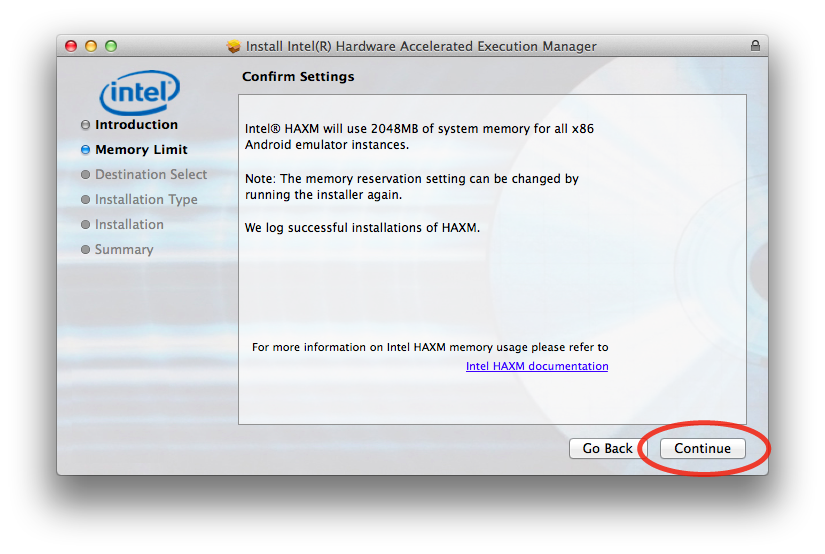 Install Intel(R) Hardware Accelerated Execution Manager
intel
Introduction
Memory Limit
Destination Select
Installation Type
Installation
Summary
Confirm Settings
Intel® HAXM will use 2048MB of system memory for all x86
Android emulator instances.
Note: The memory reservation setting can be changed by
running the installer again.
We log successful installations of HAXM.
For more information on Intel HAXM memory usage please refer to
Intel HAXM documentation
Go Back
Continue